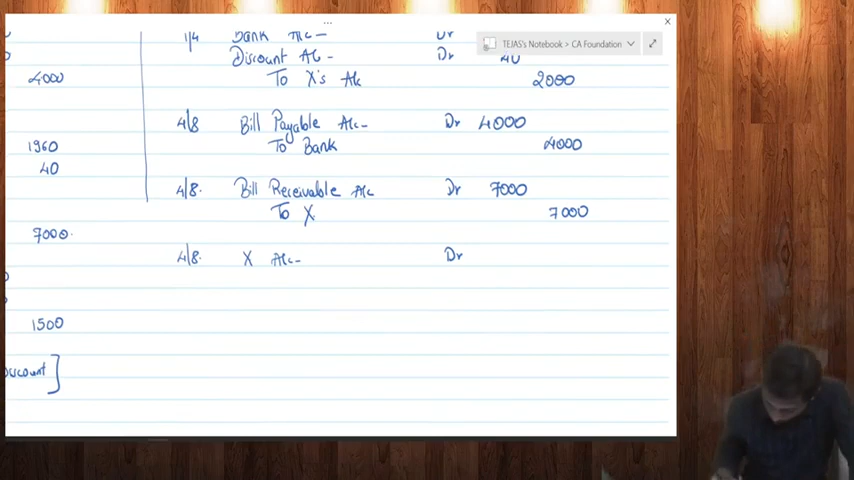 4000
1960
40
7000
1500
1/4 Bank A/c Dr
Discount A/c Dr 40
To X's A/c 2000
4/8 Bill Payable A/c Dr 4000
To Bank 4000
4/8. Bill Receivable A/c Dr 7000
To X 7000
4/8. X A/c Dr
TEJAS's Notebook > CA Foundation